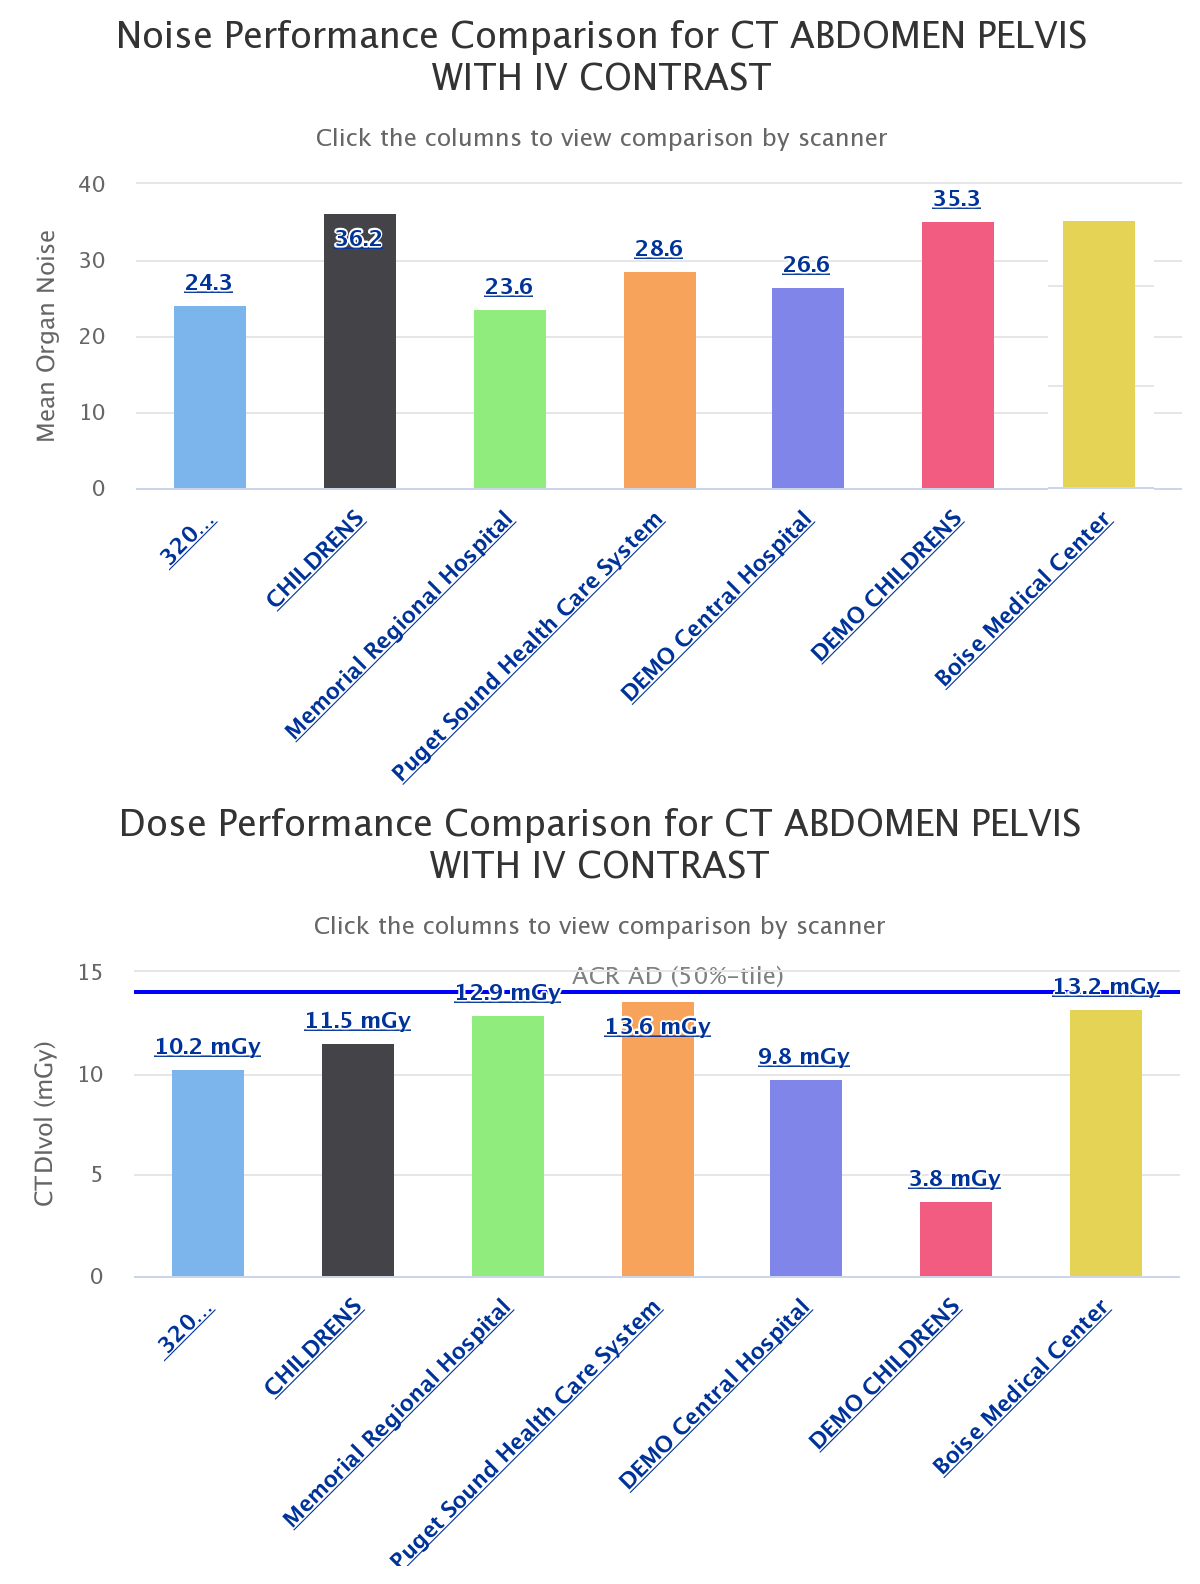 Noise Performance Comparison for CT ABDOMEN PELVIS
WITH IV CONTRAST
Click the columns to view comparison by scanner
Mean Organ Noise
40
30
20
10
0
24.3
36.2
23.6
28.6
26.6
35.3
320...
CHILDRENS
Memorial Regional Hospital
Puget Sound Health Care System
DEMO Central Hospital
DEMO CHILDRENS
Boise Medical Center
Dose Performance Comparison for CT ABDOMEN PELVIS
WITH IV CONTRAST
Click the columns to view comparison by scanner
CTDIvol (mGy)
15
10
5
0
ACR AD (50%-tile)
10.2 mGy
11.5 mGy
12.9 mGy
13.6 mGy
9.8 mGy
3.8 mGy
13.2 mGy
320...
CHILDRENS
Memorial Regional Hospital
Puget Sound Health Care System
DEMO Central Hospital
DEMO CHILDRENS
Boise Medical Center